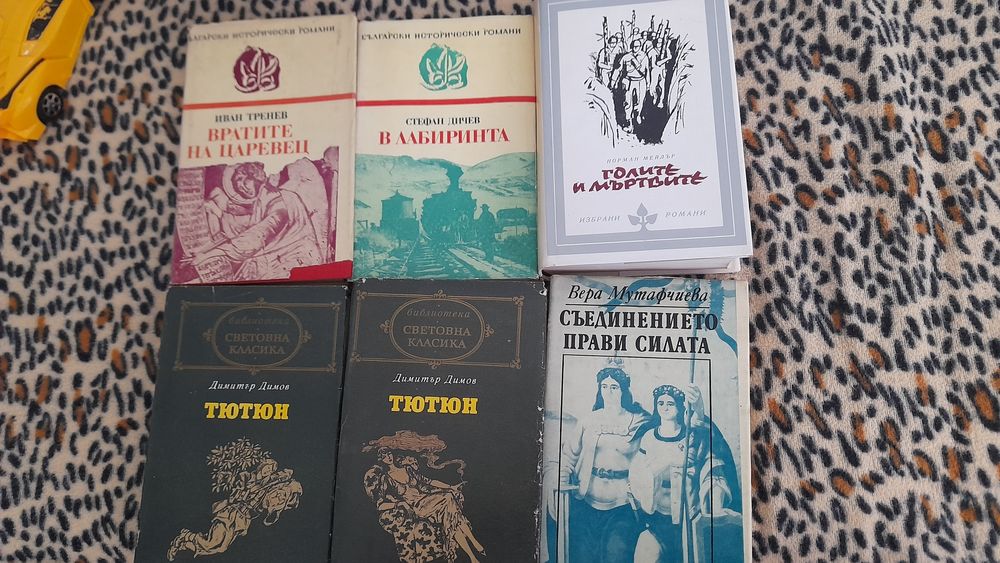 БЪЛГАРСКИ ИСТОРИЧЕСКИ РОМАНИ
ИВАН ТРЕНЕВ
ВРАТИТЕ
НА ЦАРЕВЕЦ
БЪЛГАРСКИ ИСТОРИЧЕСКИ РОМАНИ
СТЕФАН ДИЧЕВ
В ЛАБИРИНТА
НОРМАН МЕЙЛЪР
ГОЛИТЕ
И МЪРТВИТЕ
ИЗБРАНИ РОМАНИ
библиотека
СВЕТОВНА
КЛАСИКА
Димитър Димов
ТЮТЮН
библиотека
СВЕТОВНА
КЛАСИКА
Димитър Димов
ТЮТЮН
Вера Мутафчиева
СЪЕДИНЕНИЕТО
ПРАВИ СИЛАТА